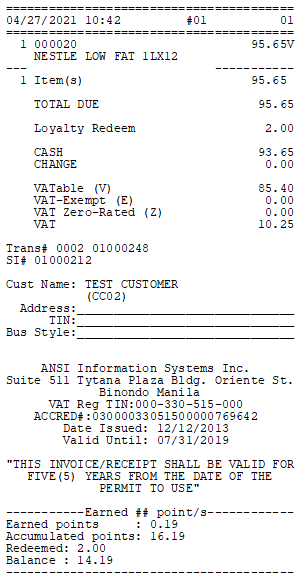 ========================================
04/27/2021 10:42 #01 01
========================================
1 000020 95.65V
NESTLE LOW FAT 1LX12
--- -----------
1 Item(s) 95.65
TOTAL DUE 95.65
Loyalty Redeem 2.00
CASH 93.65
CHANGE 0.00
VATable (V) 85.40
VAT-Exempt (E) 0.00
VAT Zero-Rated (Z) 0.00
VAT 10.25
Trans# 0002 01000248
SI# 01000212
Cust Name: TEST CUSTOMER
(CC02)
Address:______________________________
TIN:______________________________
Bus Style:______________________________
ANSI Information Systems Inc.
Suite 511 Tytana Plaza Bldg. Oriente St.
Binondo Manila
VAT Reg TIN:000-330-515-000
ACCRED#:03000033051500000769642
Date Issued: 12/12/2013
Valid Until: 07/31/2019
"THIS INVOICE/RECEIPT SHALL BE VALID FOR
FIVE(5) YEARS FROM THE DATE OF THE
PERMIT TO USE"
-----------Earned ## point/s------------
Earned points : 0.19
Accumulated points: 16.19
Redeemed: 2.00
Balance : 14.19
----------------------------------------